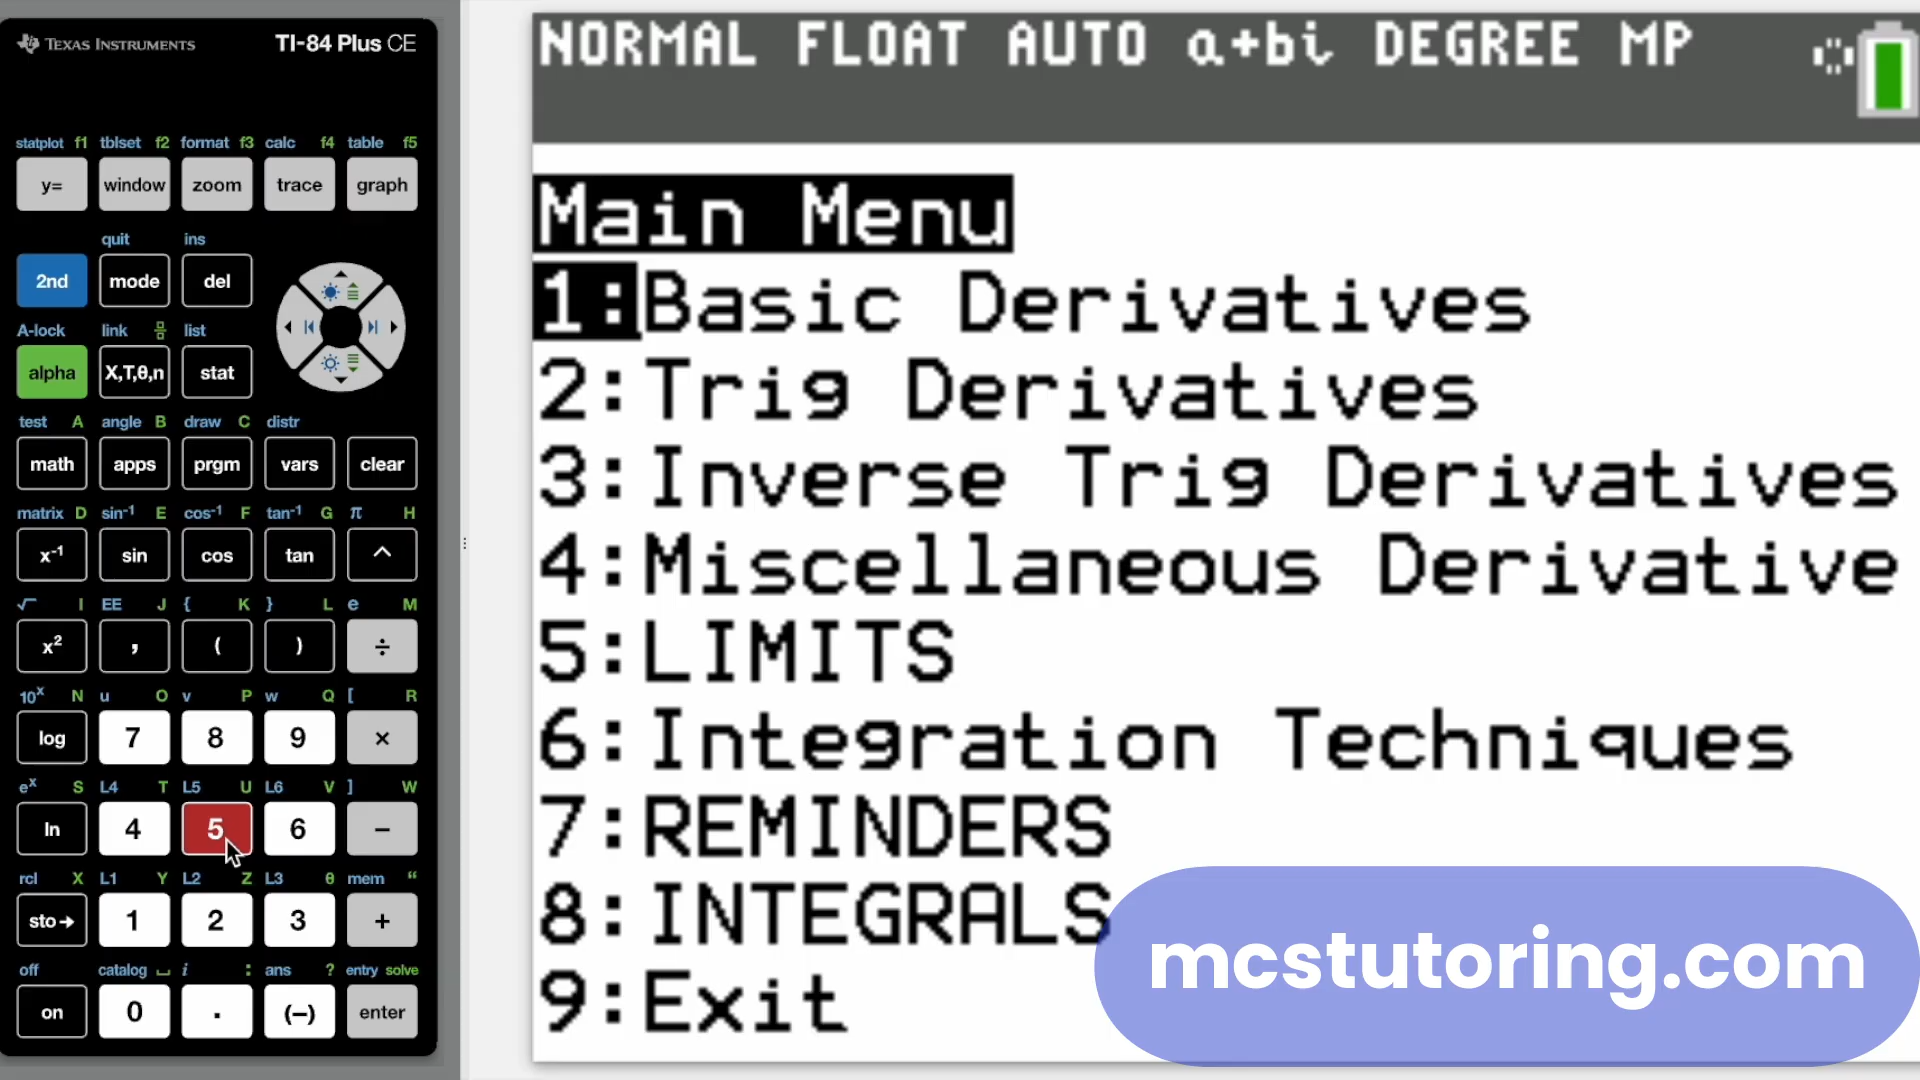 TEXAS INSTRUMENTS TI-84 Plus CE
statplot f1 tblset f2 format f3 calc f4 table f5
y= window zoom trace graph
quit ins
2nd mode del
A-lock link list
alpha X,T,θ,n stat
test A angle B draw C distr
math apps prgm vars clear
matrix D sin⁻¹ E cos⁻¹ F tan⁻¹ G π H
x⁻¹ sin cos tan ^
√ I EE J { K } L e M
x² , ( ) ÷
10ˣ N u O v P w Q [ R
log 7 8 9 ×
eˣ S L4 T L5 U L6 V ] W
ln 4 5 6 −
rcl X L1 Y L2 Z L3 θ mem “
sto→ 1 2 3 +
off catalog ⎵ i : ans ? entry solve
on 0 . (−) enter
NORMAL FLOAT AUTO a+bi DEGREE MP
Main Menu
1:Basic Derivatives
2:Trig Derivatives
3:Inverse Trig Derivatives
4:Miscellaneous Derivative
5:LIMITS
6:Integration Techniques
7:REMINDERS
8:INTEGRALS
9:Exit
mcstutoring.com